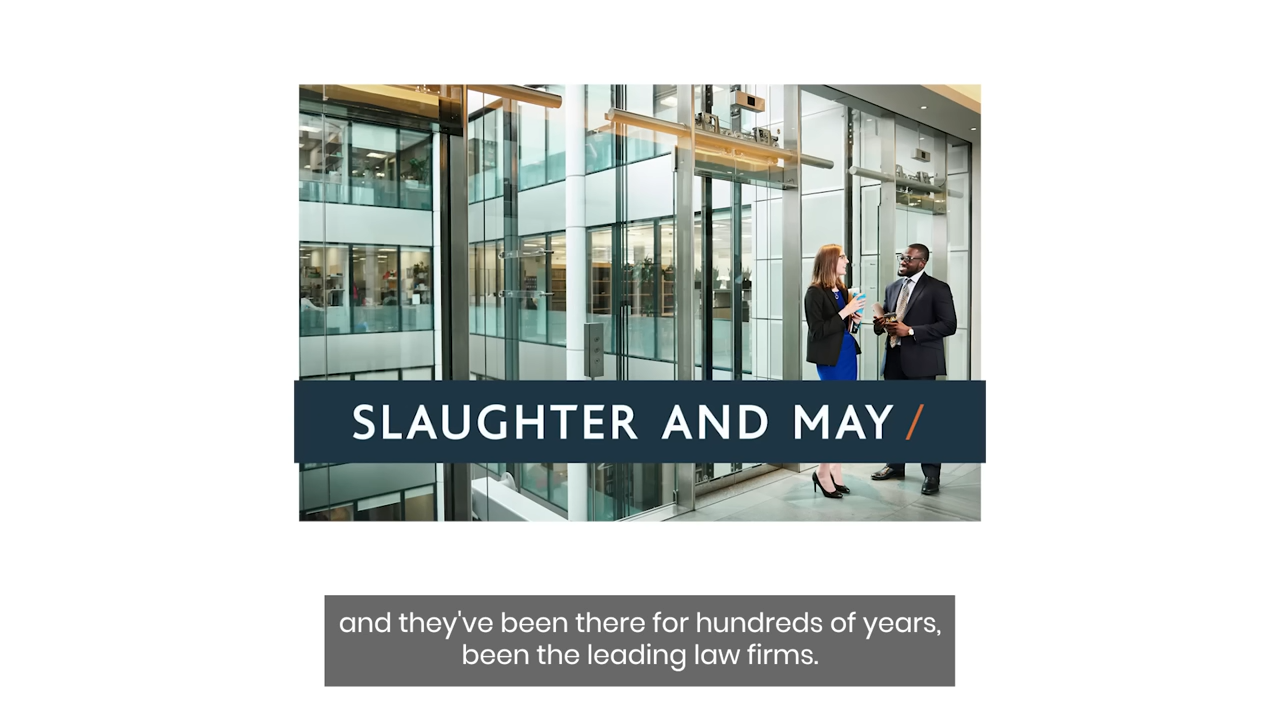 SLAUGHTER AND MAY /
and they've been there for hundreds of years,
been the leading law firms.